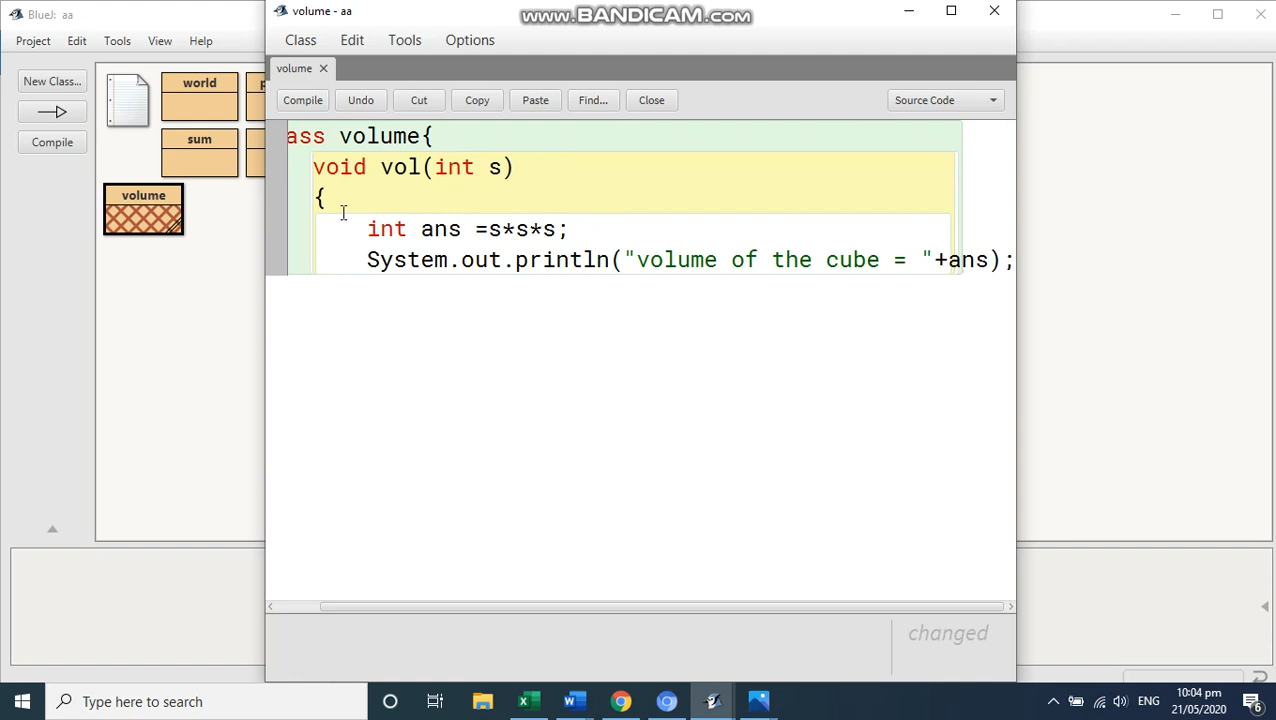 BlueJ: aa
volume - aa
www.BANDICAM.com
Project Edit Tools View Help
Class Edit Tools Options
volume
New Class...
world
Compile Undo Cut Copy Paste Find... Close Source Code
ass volume{
Compile
sum
void vol(int s)
{
volume
int ans =s*s*s;
System.out.println("volume of the cube = "+ans);
changed
Type here to search
ENG
10:04 pm
21/05/2020
6